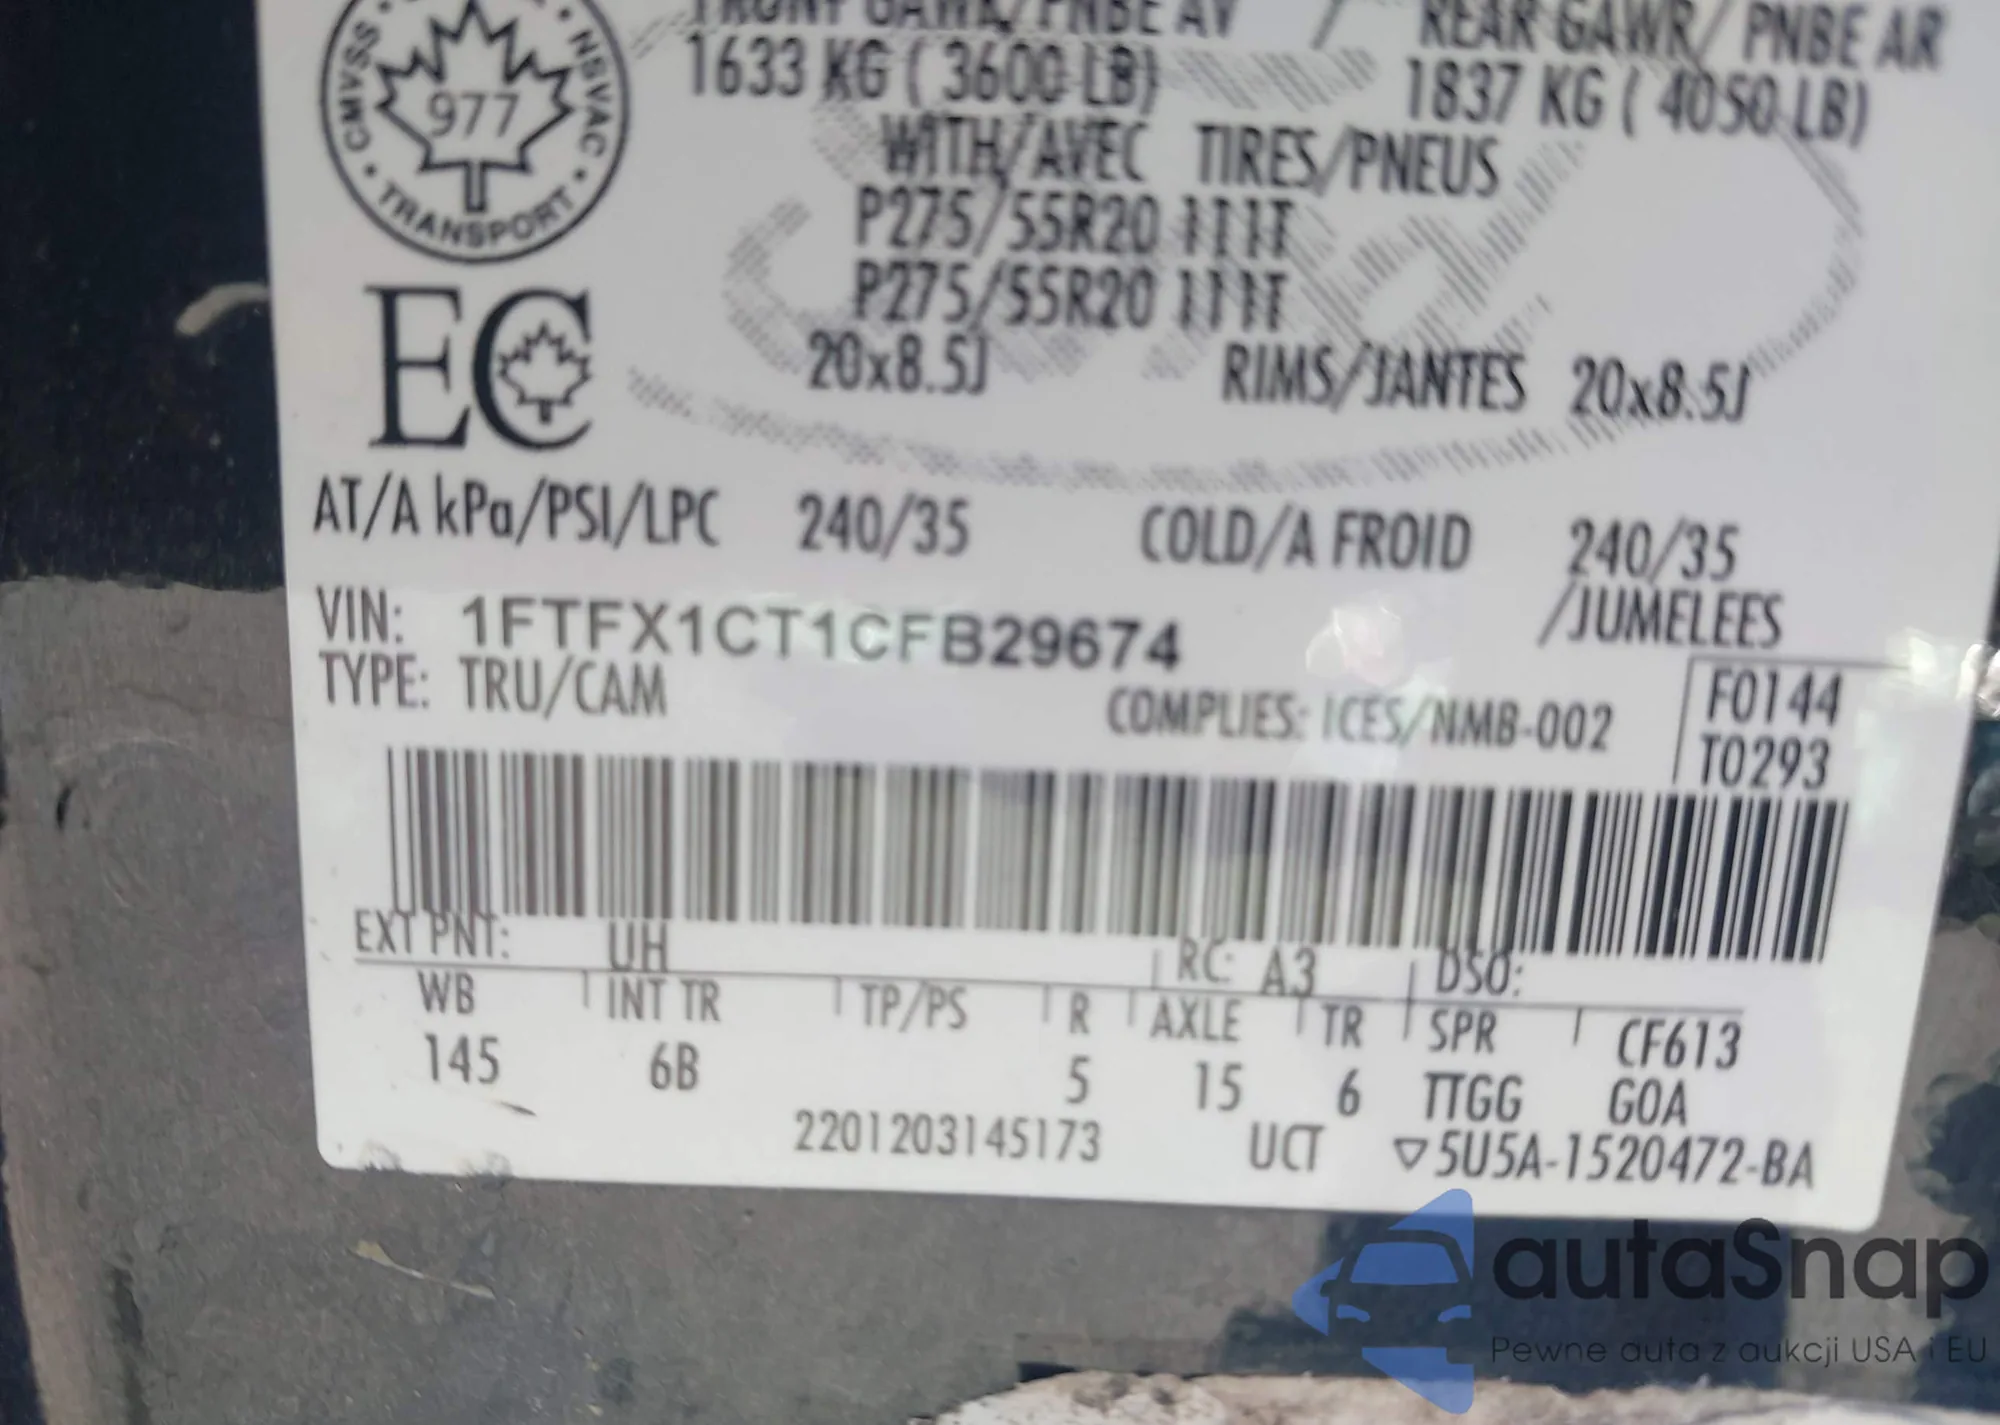 CMVSS • NSVAC • TRANSPORT •
977
FRONT GAWR/PNBE AV
REAR GAWR/PNBE AR
1633 KG ( 3600 LB)
1837 KG ( 4050 LB)
WITH/AVEC TIRES/PNEUS
P275/55R20 111T
P275/55R20 111T
20x8.5J RIMS/JANTES 20x8.5J
EC
AT/A kPa/PSI/LPC 240/35 COLD/A FROID 240/35
/JUMELEES
VIN: 1FTFX1CT1CFB29674
TYPE: TRU/CAM
COMPLIES: ICES/NMB-002
F0144
T0293
EXT PNT: UH RC: A3 DSO:
WB INT TR TP/PS R AXLE TR SPR CF613
145 6B 5 15 6 TTGG GOA
2201203145173 UCT ▽5U5A-1520472-BA
autaSnap
Pewne auta z aukcji USA i EU